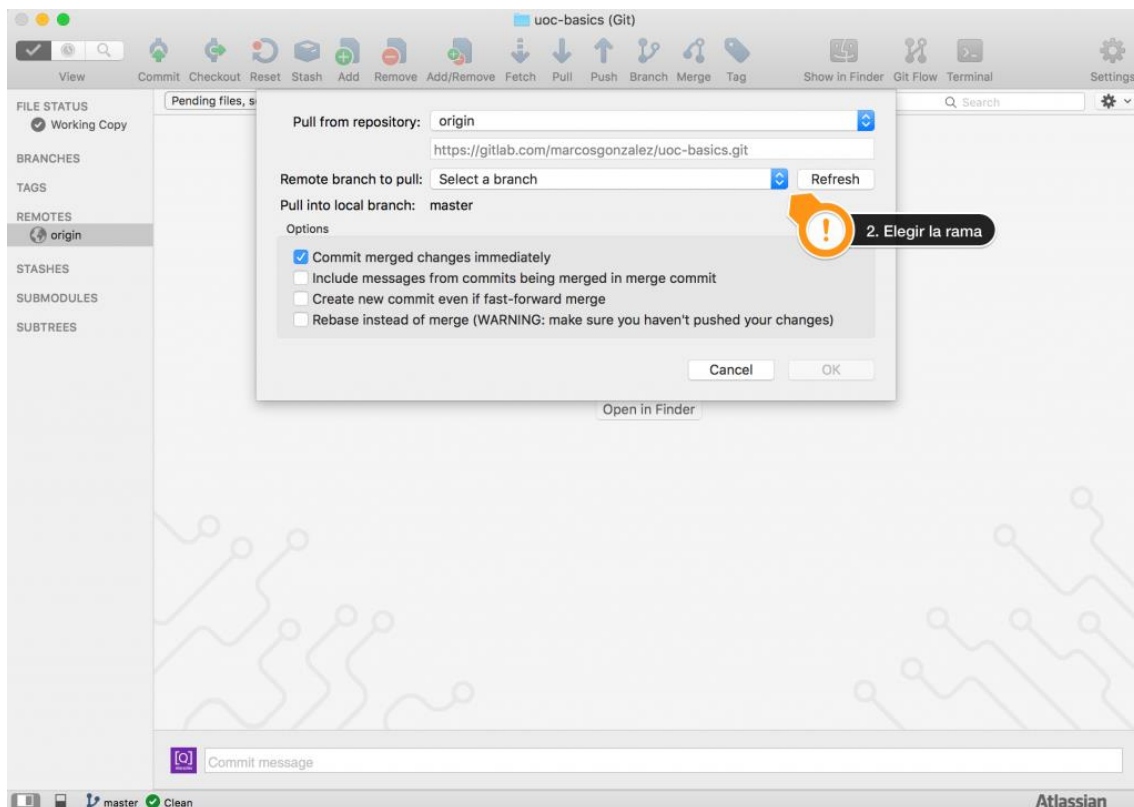 uoc-basics (Git)
View Commit Checkout Reset Stash Add Remove Add/Remove Fetch Pull Push Branch Merge Tag Show in Finder Git Flow Terminal Settings
FILE STATUS
Working Copy
BRANCHES
TAGS
REMOTES
origin
STASHES
SUBMODULES
SUBTREES
Pending files, s
Search
Pull from repository: origin
https://gitlab.com/marcosgonzalez/uoc-basics.git
Remote branch to pull: Select a branch Refresh
Pull into local branch: master
! 2. Elegir la rama
Options
Commit merged changes immediately
Include messages from commits being merged in merge commit
Create new commit even if fast-forward merge
Rebase instead of merge (WARNING: make sure you haven't pushed your changes)
Cancel OK
Open in Finder
Commit message
master Clean Atlassian